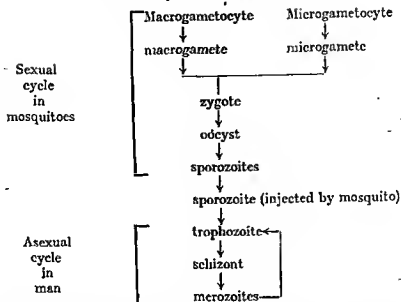 Macrogametocyte Microgametocyte
macrogamete microgamete
Sexual
cycle
in
mosquitoes
zygote
oocyst
sporozoites
sporozoite (injected by mosquito)
Asexual
cycle
in
man
trophozoite
schizont
merozoites